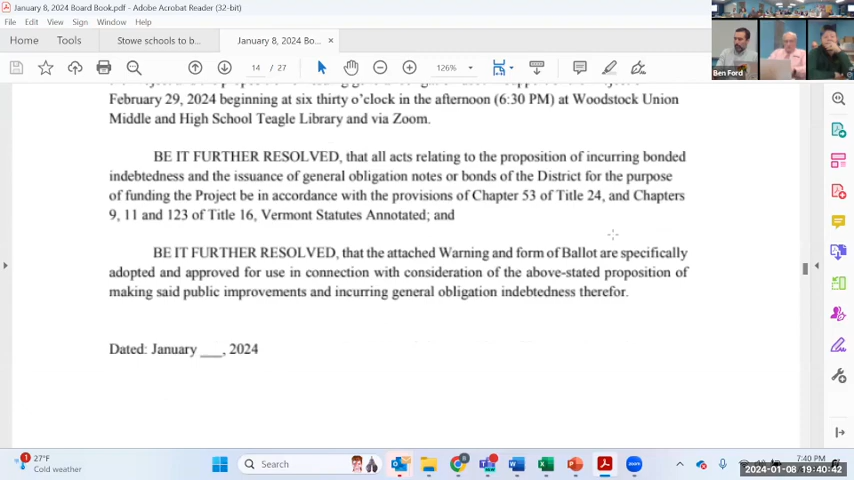 January 8, 2024 Board Book.pdf - Adobe Acrobat Reader (32-bit)
File Edit View Sign Window Help
Home Tools Stowe schools to b... January 8, 2024 Bo... ×
14 / 27 126%
Ben Ford
February 29, 2024 beginning at six thirty o'clock in the afternoon (6:30 PM) at Woodstock Union
Middle and High School Teagle Library and via Zoom.
BE IT FURTHER RESOLVED, that all acts relating to the proposition of incurring bonded
indebtedness and the issuance of general obligation notes or bonds of the District for the purpose
of funding the Project be in accordance with the provisions of Chapter 53 of Title 24, and Chapters
9, 11 and 123 of Title 16, Vermont Statutes Annotated; and
BE IT FURTHER RESOLVED, that the attached Warning and form of Ballot are specifically
adopted and approved for use in connection with consideration of the above-stated proposition of
making said public improvements and incurring general obligation indebtedness therefor.
Dated: January ___, 2024
27°F
Cold weather
Search
7:40 PM
2024-01-08 19:40:42